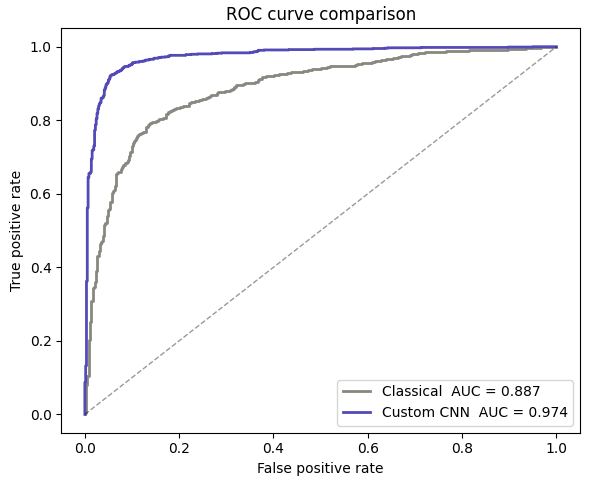 ROC curve comparison
True positive rate
1.0
0.8
0.6
0.4
0.2
0.0
Classical  AUC = 0.887
Custom CNN  AUC = 0.974
0.0 0.2 0.4 0.6 0.8 1.0
False positive rate